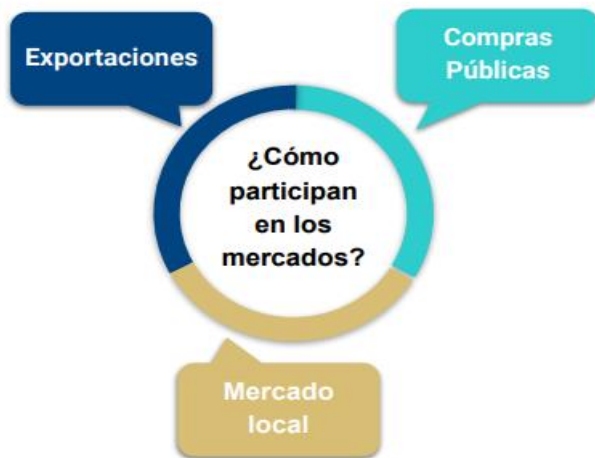 Exportaciones
Compras
Públicas
¿Cómo
participan
en los
mercados?
Mercado
local